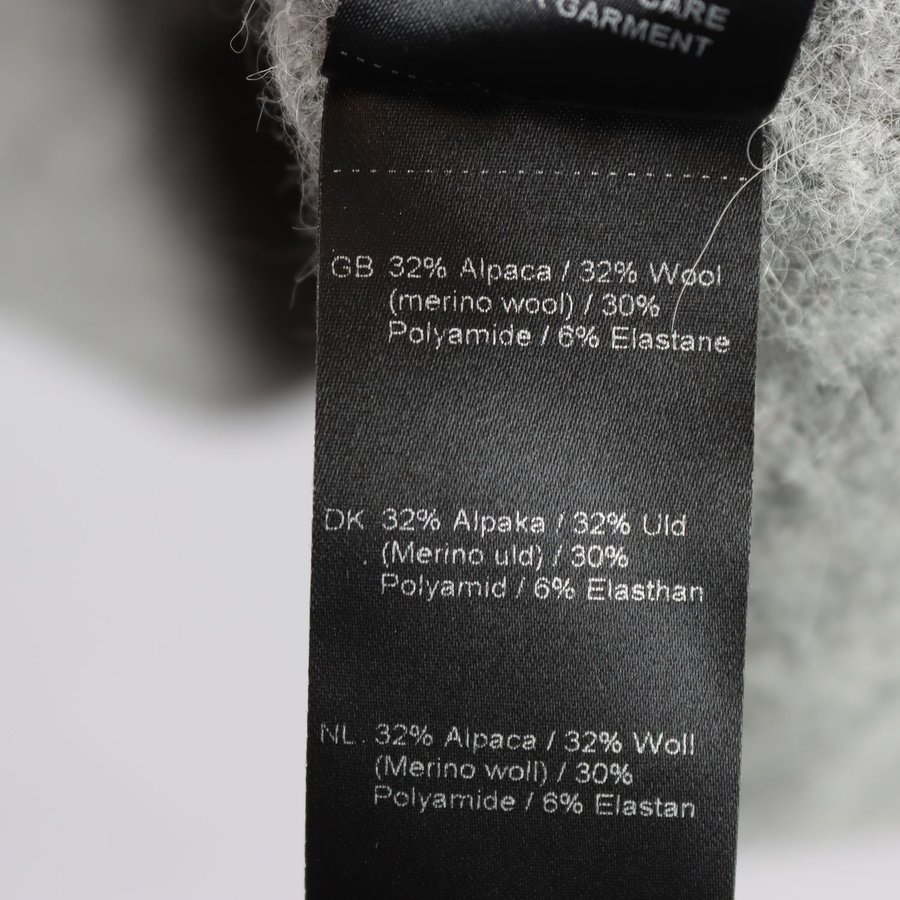 CARE
GARMENT
GB 32% Alpaca / 32% Wool
(merino wool) / 30%
Polyamide / 6% Elastane
DK 32% Alpaka / 32% Uld
(Merino uld) / 30%
Polyamid / 6% Elasthan
NL 32% Alpaca / 32% Woll
(Merino woll) / 30%
Polyamide / 6% Elastan